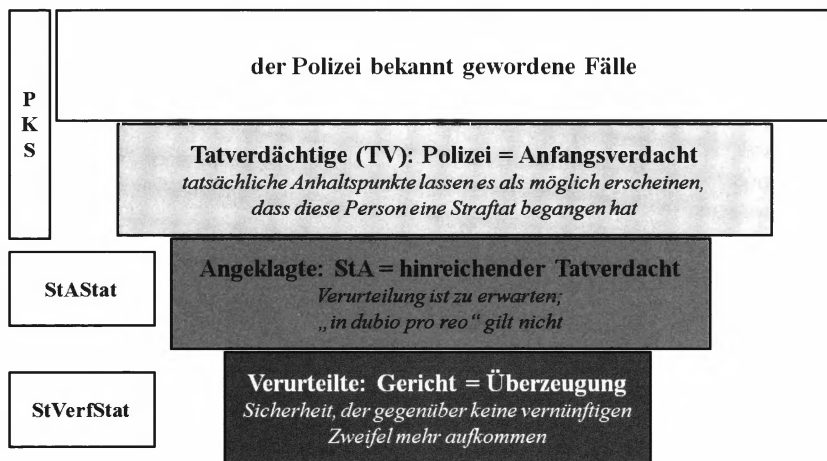 der Polizei bekannt gewordene Fälle
P
K
S
Tatverdächtige (TV): Polizei = Anfangsverdacht
tatsächliche Anhaltspunkte lassen es als möglich erscheinen,
dass diese Person eine Straftat begangen hat
StAStat
Angeklagte: StA = hinreichender Tatverdacht
Verurteilung ist zu erwarten;
„in dubio pro reo“ gilt nicht
StVerfStat
Verurteilte: Gericht = Überzeugung
Sicherheit, der gegenüber keine vernünftigen
Zweifel mehr aufkommen